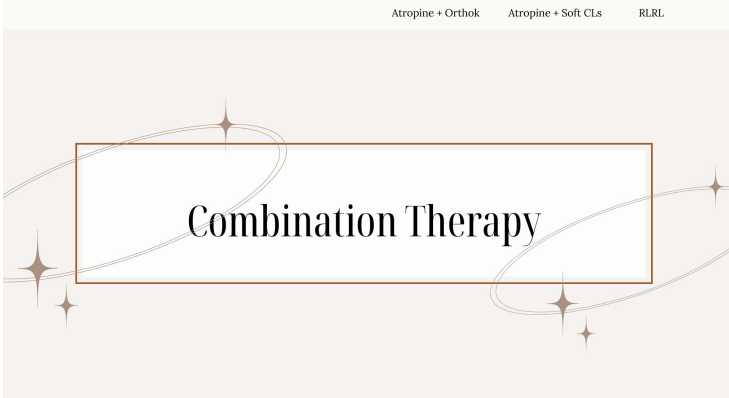 Atropine + Orthok Atropine + Soft CLs RLRL
Combination Therapy